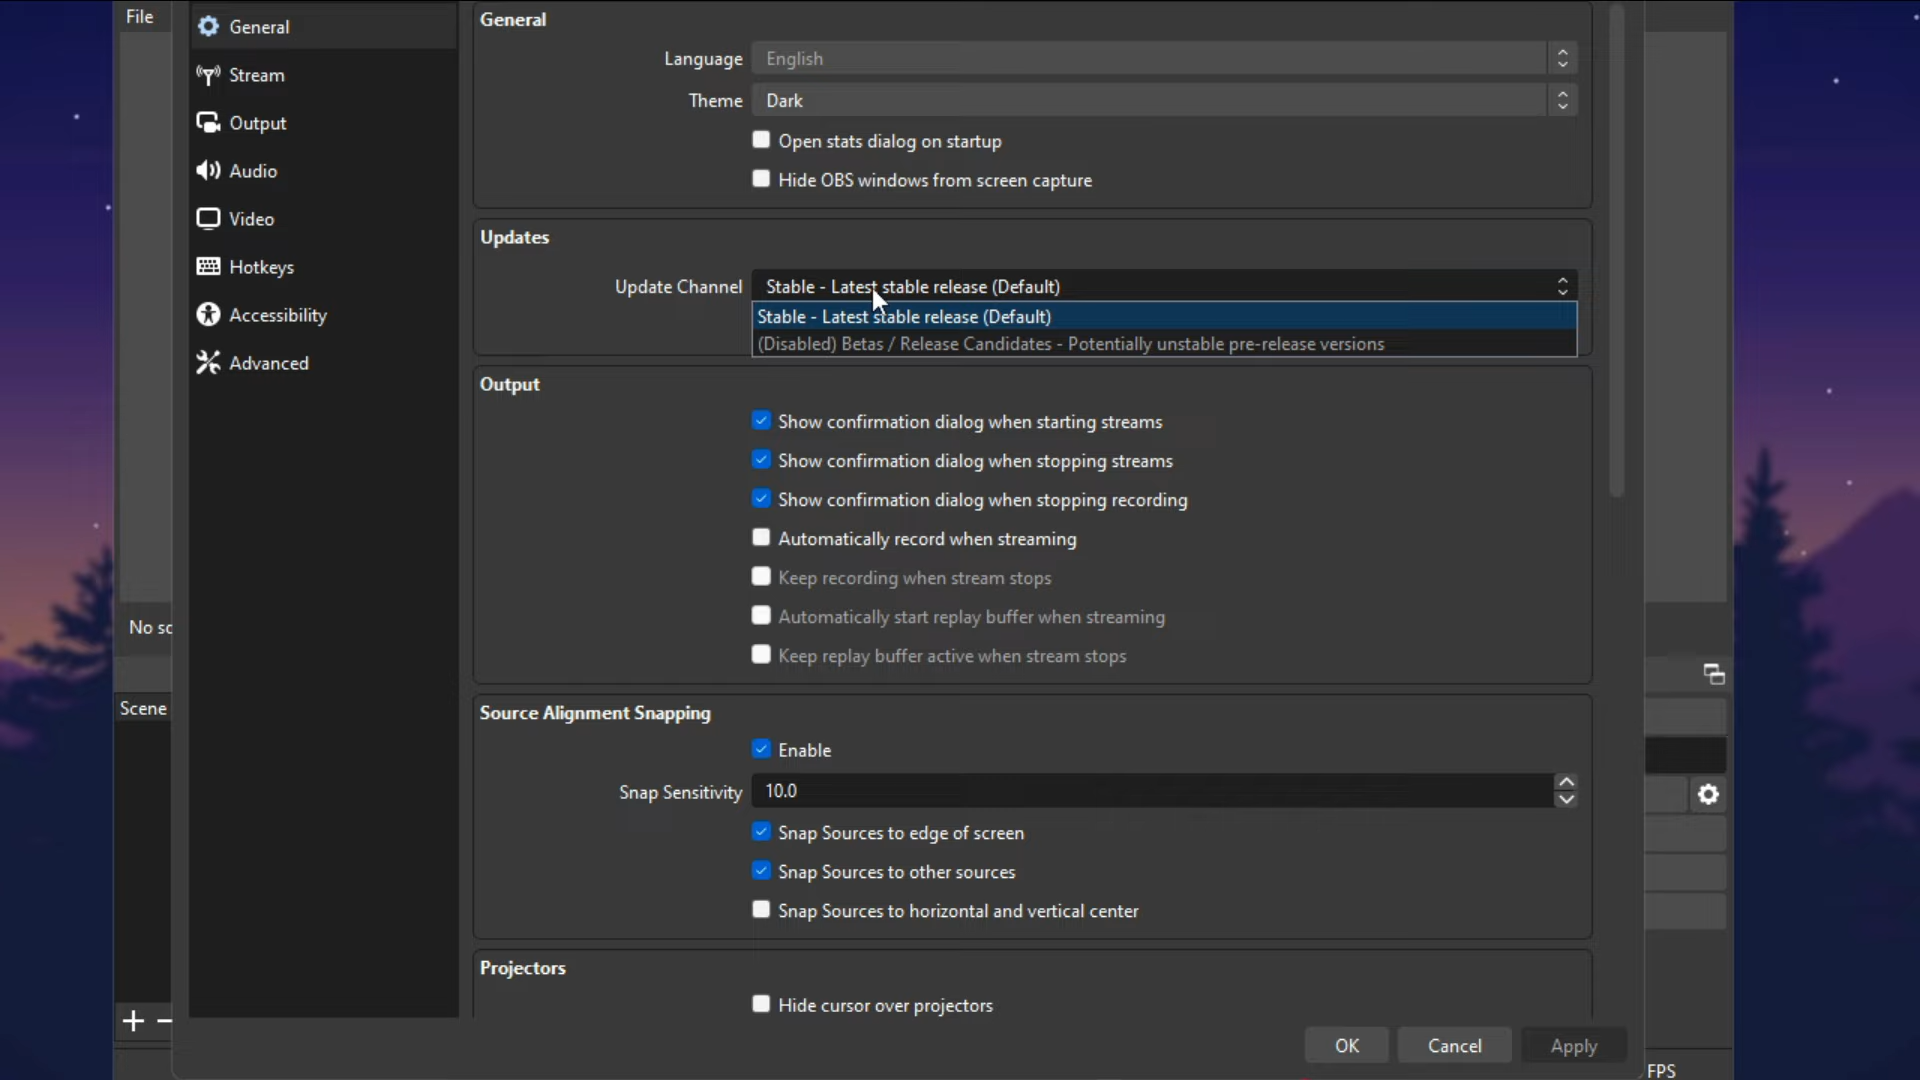 File
General
Stream
Output
Audio
Video
Hotkeys
Accessibility
Advanced
No sc
Scene
General
Language English
Theme Dark
Open stats dialog on startup
Hide OBS windows from screen capture
Updates
Update Channel Stable - Latest stable release (Default)
Stable - Latest stable release (Default)
(Disabled) Betas / Release Candidates - Potentially unstable pre-release versions
Output
Show confirmation dialog when starting streams
Show confirmation dialog when stopping streams
Show confirmation dialog when stopping recording
Automatically record when streaming
Keep recording when stream stops
Automatically start replay buffer when streaming
Keep replay buffer active when stream stops
Source Alignment Snapping
Enable
Snap Sensitivity 10.0
Snap Sources to edge of screen
Snap Sources to other sources
Snap Sources to horizontal and vertical center
Projectors
Hide cursor over projectors
OK Cancel Apply
FPS